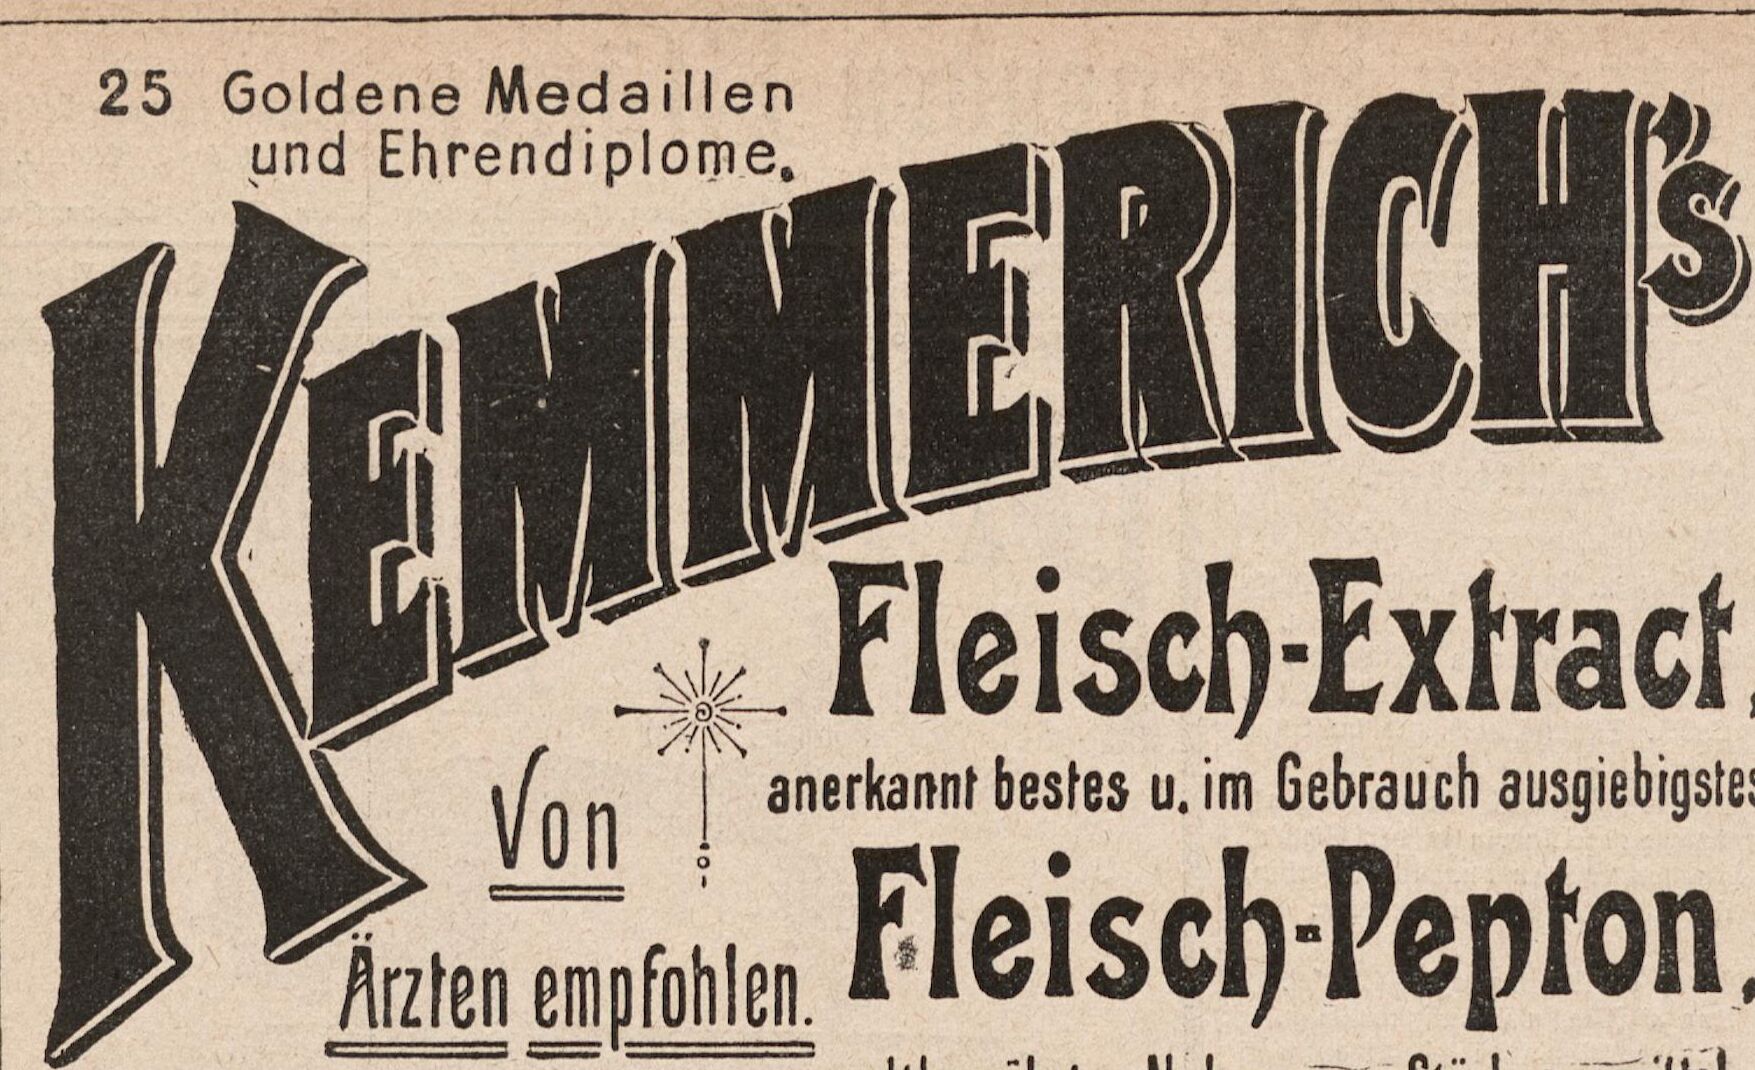 25 Goldene Medaillen
und Ehrendiplome.
KEMMERICH's
Fleisch-Extract,
anerkannt bestes u. im Gebrauch ausgiebigstes
Fleisch-Pepton,
Von
Ärzten empfohlen.